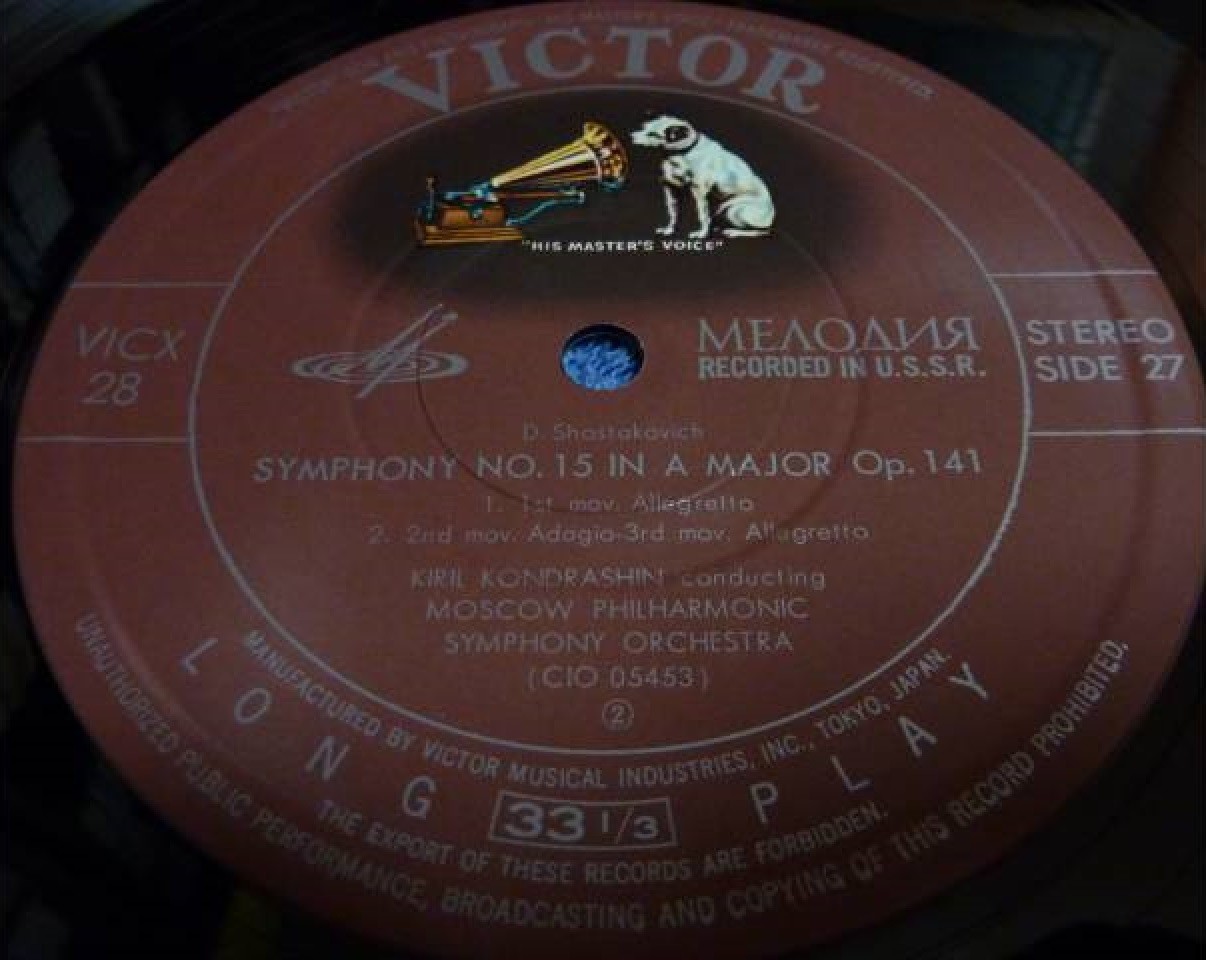 VICTOR
"HIS MASTER'S VOICE"
VICX
28
МЕЛОДИЯ
RECORDED IN U.S.S.R.
STEREO
SIDE 27
D. Shostakovich
SYMPHONY NO. 15 IN A MAJOR Op. 141
1. 1st mov. Allegretto
2. 2nd mov. Adagio-3rd mov. Allegretto
KIRIL KONDRASHIN conducting
MOSCOW PHILHARMONIC
SYMPHONY ORCHESTRA
(CIO 05453)
②
MANUFACTURED BY VICTOR MUSICAL INDUSTRIES, INC., TOKYO, JAPAN.
LONG PLAY
33 1/3
THE EXPORT OF THESE RECORDS ARE FORBIDDEN.
UNAUTHORIZED PUBLIC PERFORMANCE, BROADCASTING AND COPYING OF THIS RECORD PROHIBITED.